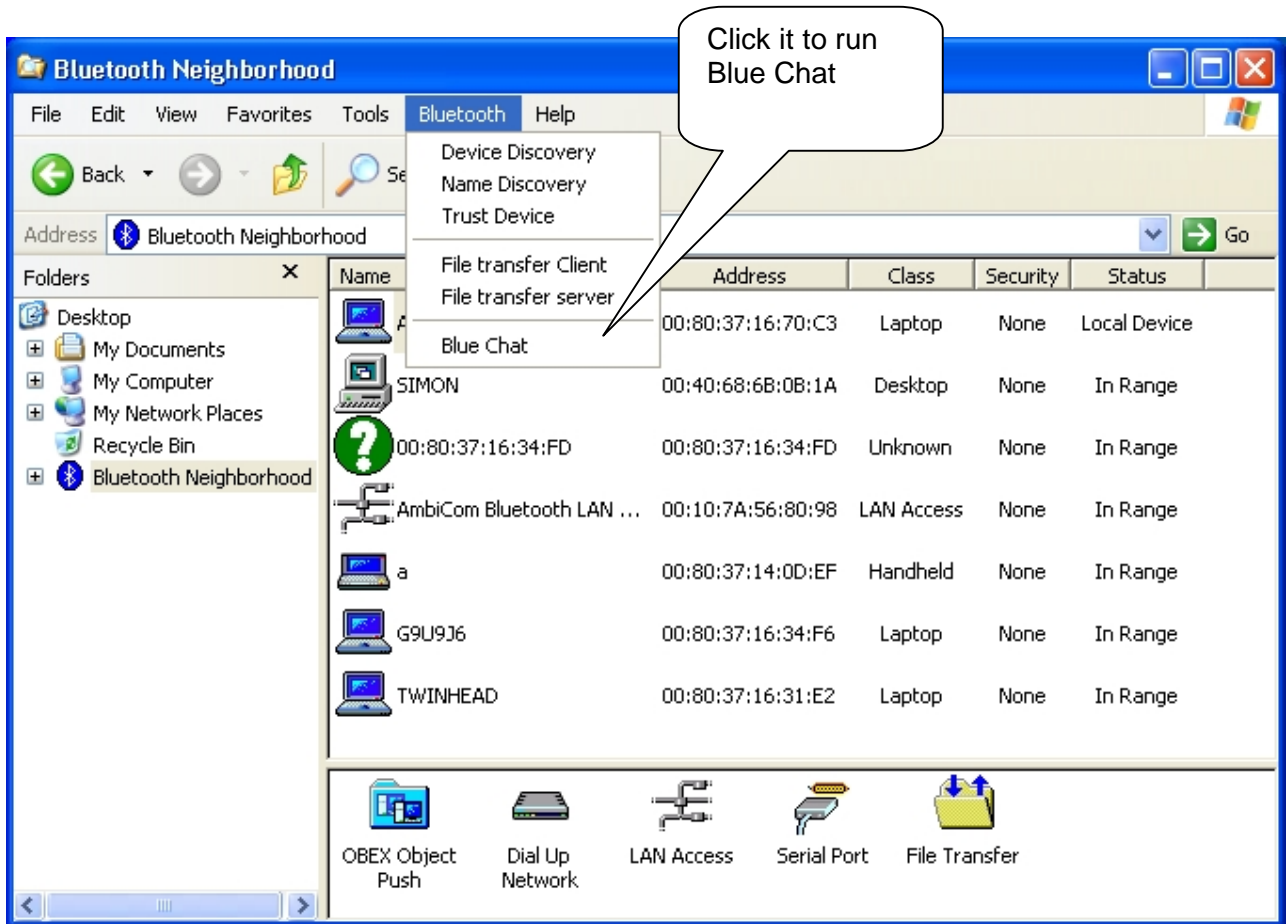 Click it to run
Blue Chat
Bluetooth Neighborhood
File Edit View Favorites Tools Bluetooth Help
Device Discovery
Name Discovery
Trust Device
File transfer Client
File transfer server
Blue Chat
Back Se
Address Bluetooth Neighborhood Go
Folders Name Address Class Security Status
Desktop
My Documents
My Computer
My Network Places
Recycle Bin
Bluetooth Neighborhood
00:80:37:16:70:C3 Laptop None Local Device
SIMON 00:40:68:6B:0B:1A Desktop None In Range
00:80:37:16:34:FD 00:80:37:16:34:FD Unknown None In Range
AmbiCom Bluetooth LAN ... 00:10:7A:56:80:98 LAN Access None In Range
a 00:80:37:14:0D:EF Handheld None In Range
G9U9J6 00:80:37:16:34:F6 Laptop None In Range
TWINHEAD 00:80:37:16:31:E2 Laptop None In Range
OBEX Object
Push
Dial Up
Network
LAN Access
Serial Port
File Transfer